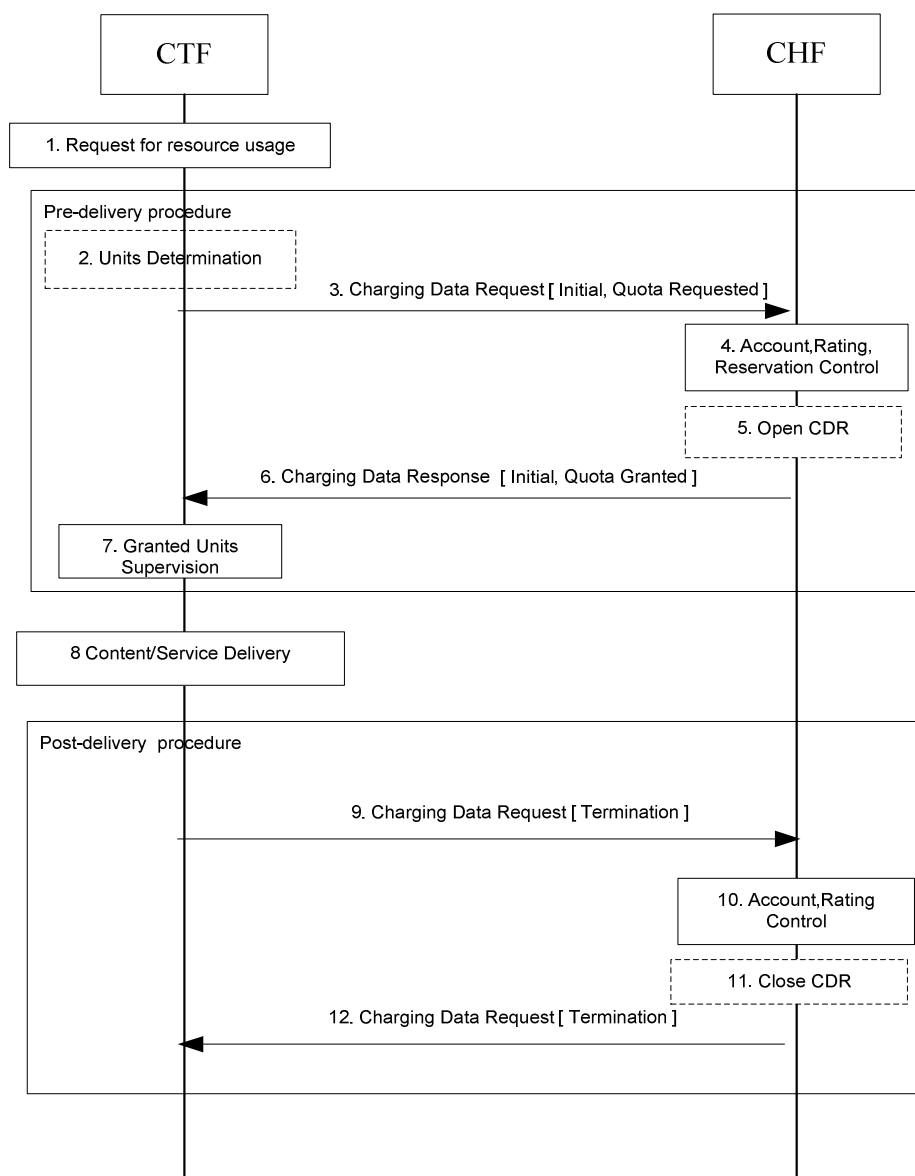 CTF
CHF
1. Request for resource usage
Pre-delivery procedure
2. Units Determination
3. Charging Data Request [ Initial, Quota Requested ]
4. Account,Rating,
Reservation Control
5. Open CDR
6. Charging Data Response [ Initial, Quota Granted ]
7. Granted Units
Supervision
8 Content/Service Delivery
Post-delivery procedure
9. Charging Data Request [ Termination ]
10. Account,Rating
Control
11. Close CDR
12. Charging Data Request [ Termination ]